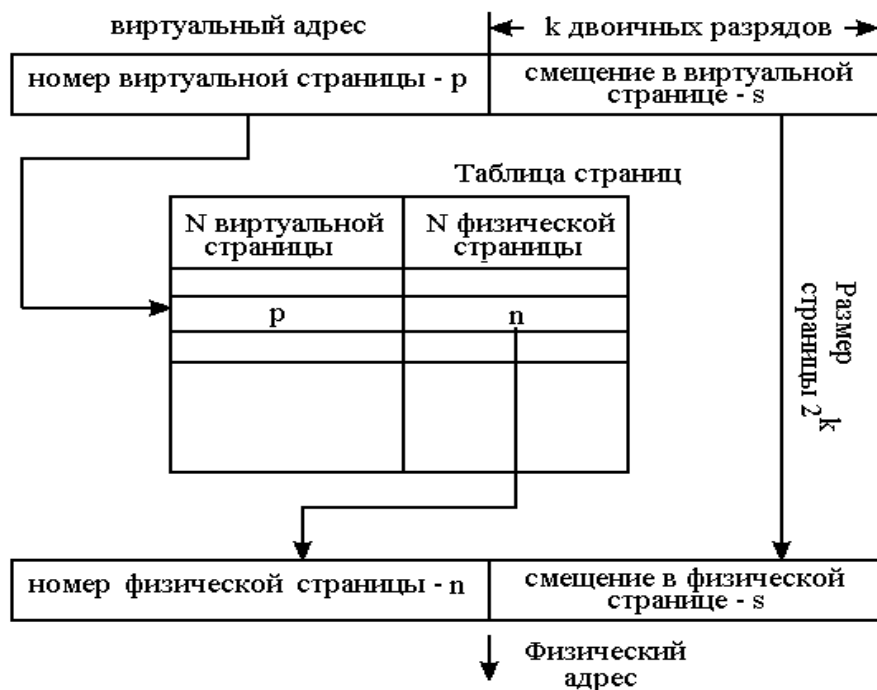 виртуальный адрес
k двоичных разрядов
номер виртуальной страницы - p
смещение в виртуальной
странице - s
Таблица страниц
N виртуальной
страницы
N физической
страницы
p
n
Размер
страницы 2^k
номер физической страницы - n
смещение в физической
странице - s
Физический
адрес